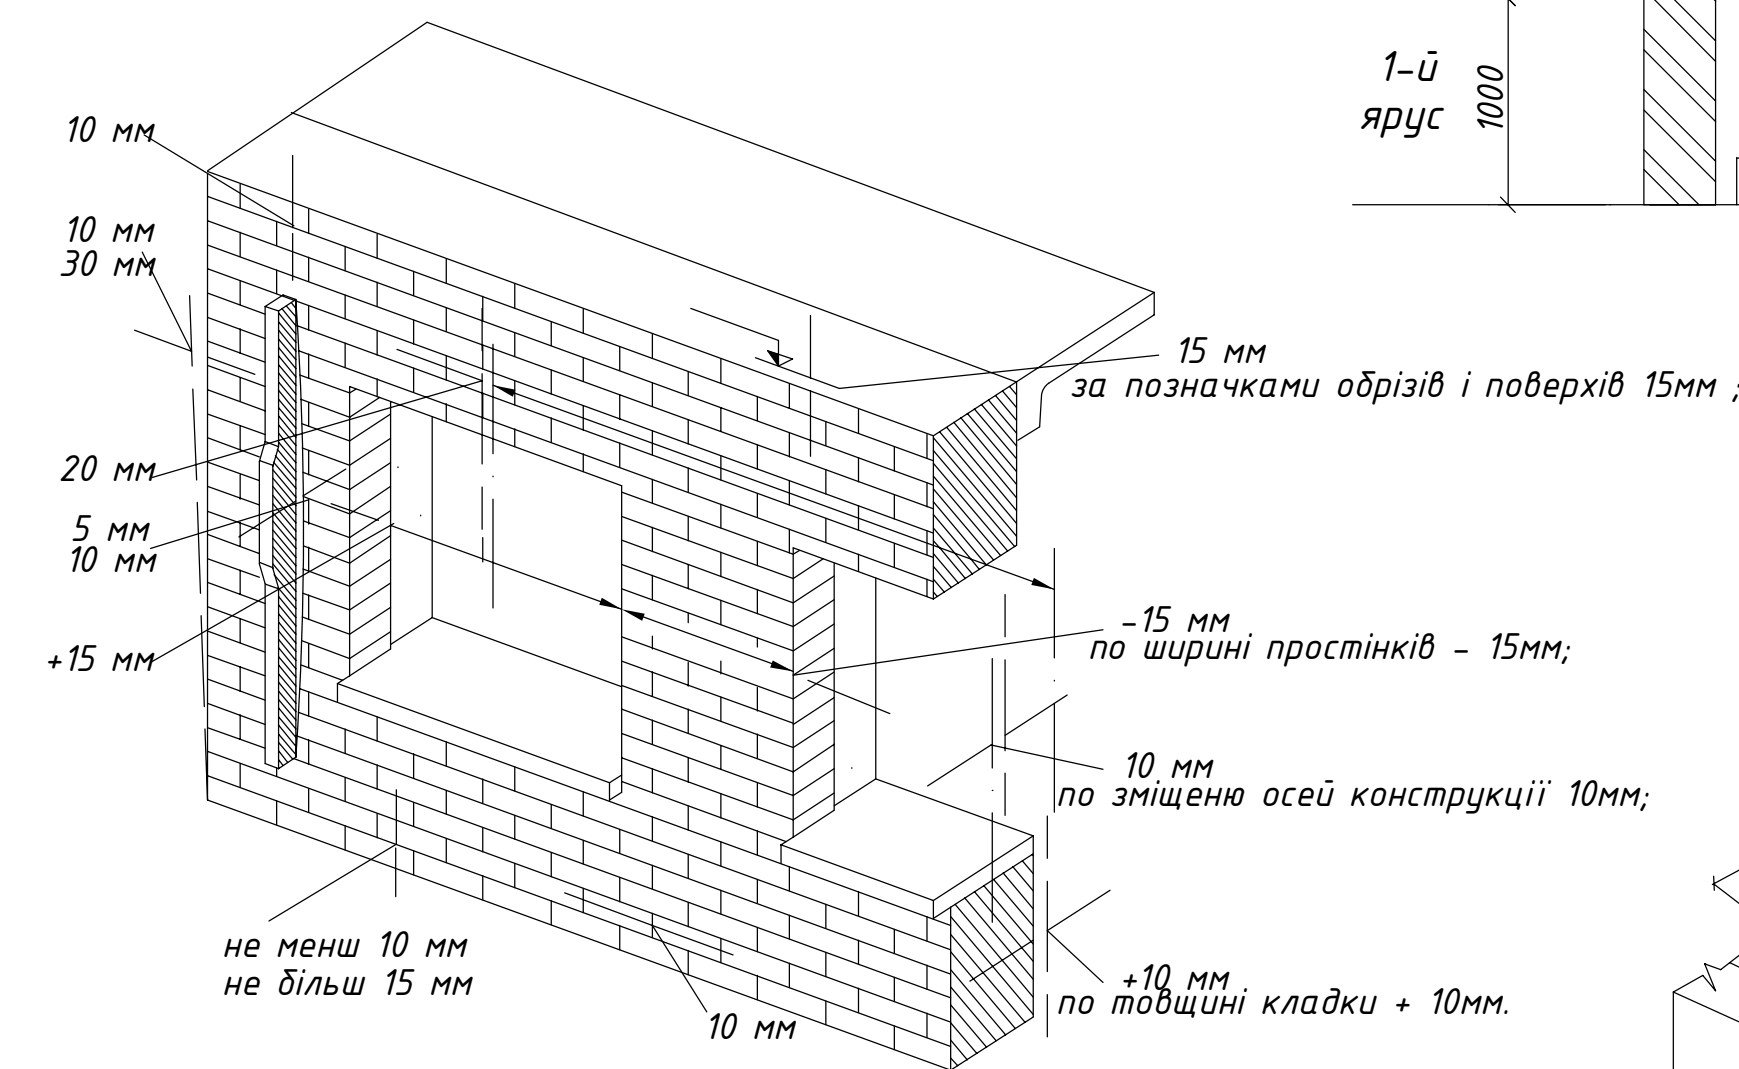 1-й
ярус
1000
10 мм
10 мм
30 мм
15 мм
за позначками обрізів і поверхів 15мм ;
20 мм
5 мм
10 мм
-15 мм
по ширині простінків - 15мм;
+15 мм
10 мм
по зміщеню осей конструкції 10мм;
не менш 10 мм
не більш 15 мм
+10 мм
по товщині кладки + 10мм.
10 мм